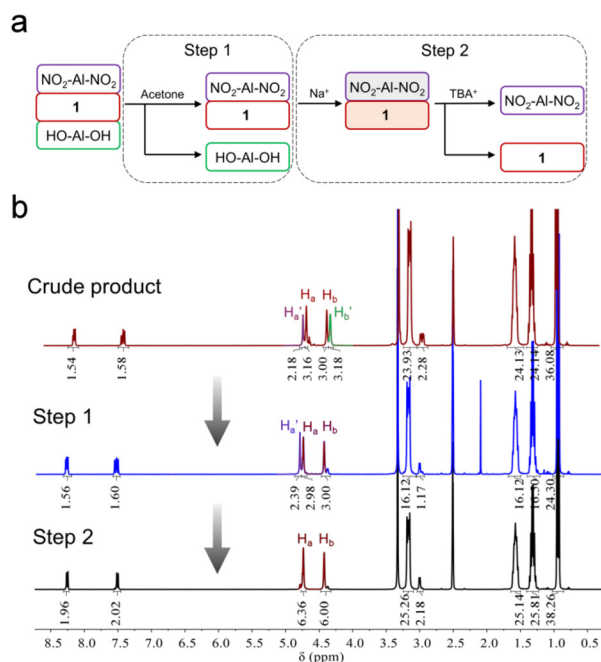 a
Step 1
Step 2
NO₂-Al-NO₂
1
HO-Al-OH
Acetone
NO₂-Al-NO₂
1
HO-Al-OH
Na⁺
NO₂-Al-NO₂
1
TBA⁺
NO₂-Al-NO₂
1
b
Crude product
Hₐ'
Hₐ
H_b
H_b'
1.54
1.58
2.18
3.16
3.00
3.18
23.93
2.28
24.13
24.14
36.08
Step 1
Hₐ'
Hₐ
H_b
1.56
1.60
2.39
2.98
3.00
16.12
1.17
16.12
16.50
24.30
Step 2
Hₐ
H_b
1.96
2.02
6.36
6.00
25.26
2.18
25.14
25.81
38.26
8.5 8.0 7.5 7.0 6.5 6.0 5.5 5.0 4.5 4.0 3.5 3.0 2.5 2.0 1.5 1.0 0.5
δ (ppm)